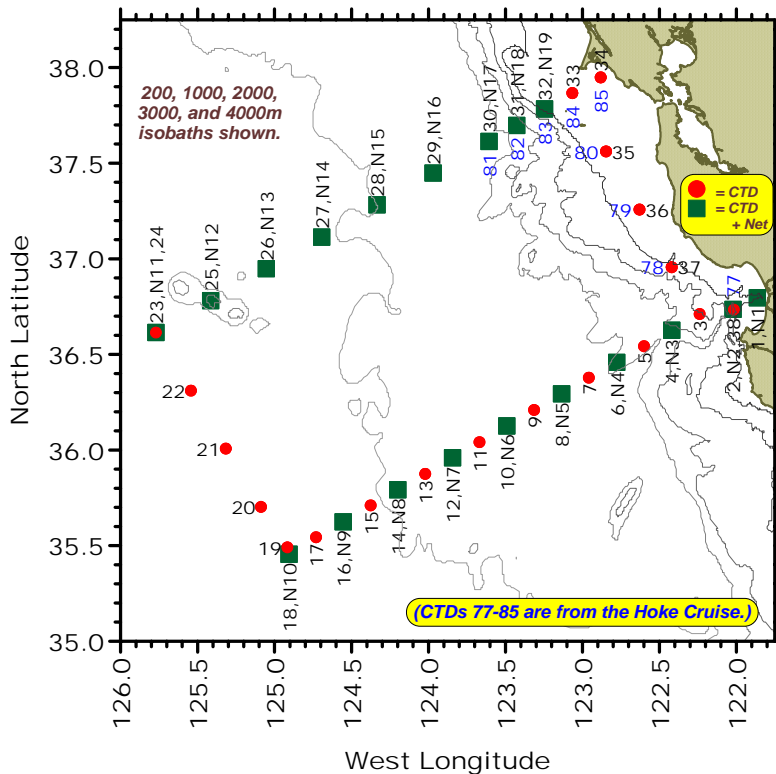 200, 1000, 2000,
3000, and 4000m
isobaths shown.
38.0
37.5
37.0
36.5
36.0
35.5
35.0
North Latitude
126.0
125.5
125.0
124.5
124.0
123.5
123.0
122.5
122.0
West Longitude
= CTD
= CTD
+ Net
(CTDs 77-85 are from the Hoke Cruise.)
23,N11,24
25,N12
26,N13
27,N14
28,N15
29,N16
30,N17
31,N18
32,N19
33
34
81
82
83
84
85
80
35
79
36
78
37
77
1,N1
2,N2,38
3
4,N3
5
6,N4
7
8,N5
9
10,N6
11
12,N7
13
14,N8
15
16,N9
17
18,N10
19
20
21
22